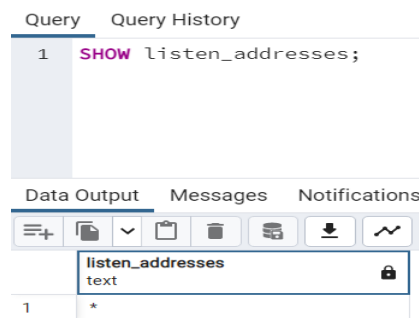 Query Query History
1 SHOW listen_addresses;
Data Output Messages Notifications
listen_addresses
text
1 *